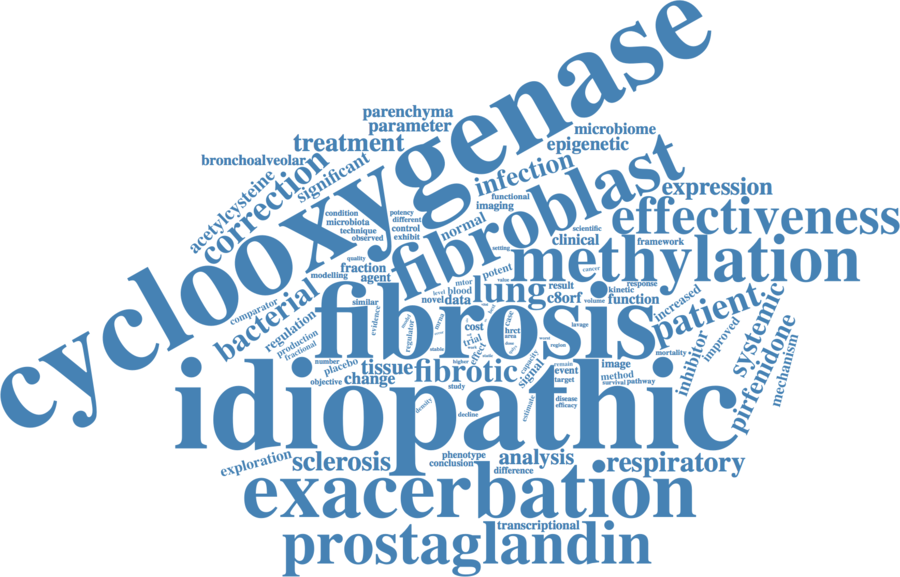 cyclooxygenase
parenchyma
parameter
treatment
microbiome
epigenetic
bronchoalveolar
correction
significant
acetylcysteine
infection
fibroblast
expression
functional
imaging
effectiveness
condition
microbiota
technique
observed
potency
different
control
exhibit
normal
scientific
clinical
framework
setting
methylation
quality
fraction
modelling
agent
potent
cancer
value
mtor
level
blood
novel
data
lung
result
c8orf
volume
response
kinetic
function
increased
patient
systemic
comparator
bacterial
regulation
production
fractional
similar
evidence
fibrosis
regulator
mrna
cost
trial
effect
case
hrct
area
lavage
region
stable
inhibitor
improved
pirfenidone
mechanism
mortality
number
placebo
objective
change
tissue
fibrotic
higher
study
capacity
signal
remain
event
target
image
method
survival
pathway
idiopathic
density
decline
estimate
disease
efficacy
exploration
sclerosis
phenotype
conclusion
analysis
difference
respiratory
exacerbation
transcriptional
prostaglandin